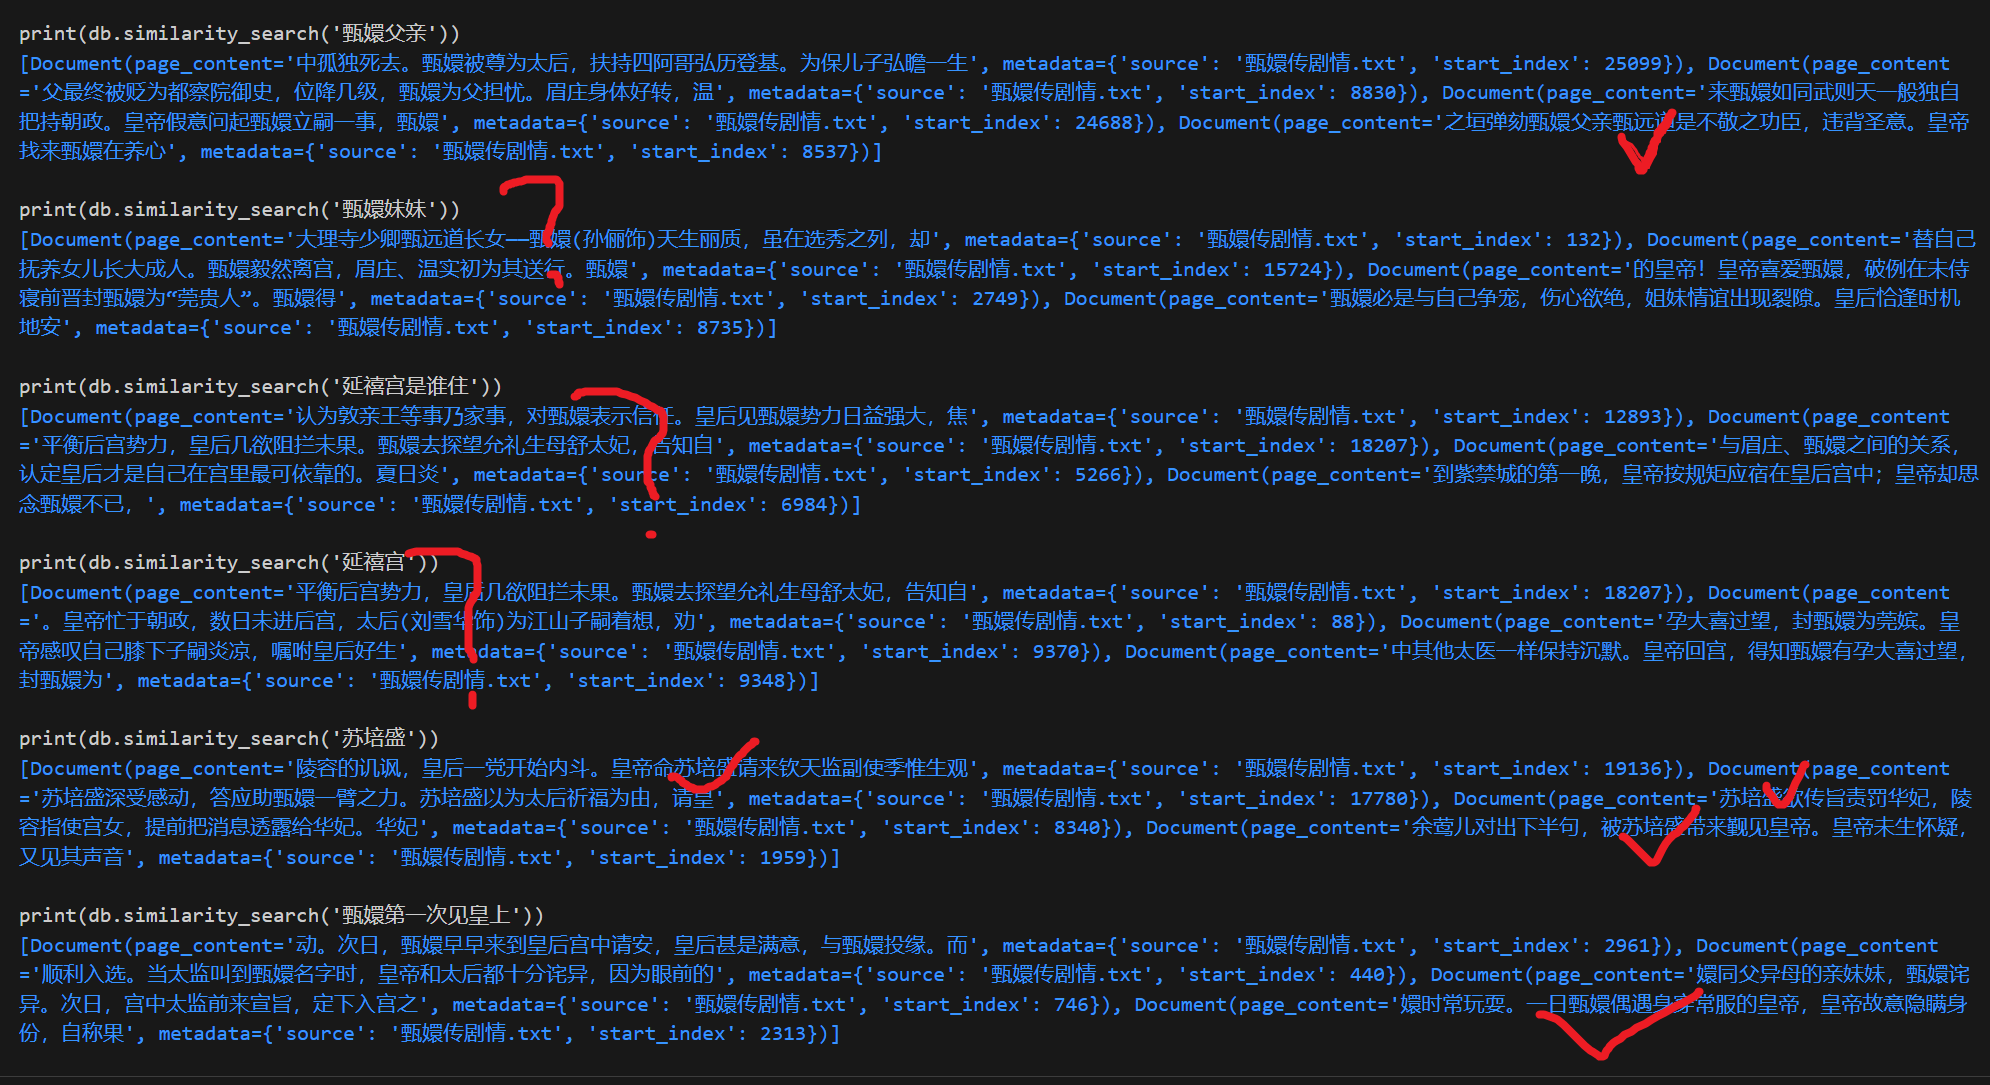 print(db.similarity_search('甄嬛父亲'))
[Document(page_content='中孤独死去。甄嬛被尊为太后，扶持四阿哥弘历登基。为保儿子弘曕一生', metadata={'source': '甄嬛传剧情.txt', 'start_index': 25099}), Document(page_content
='父最终被贬为都察院御史，位降几级，甄嬛为父担忧。眉庄身体好转，温', metadata={'source': '甄嬛传剧情.txt', 'start_index': 8830}), Document(page_content='来甄嬛如同武则天一般独自
把持朝政。皇帝假意问起甄嬛立嗣一事，甄嬛', metadata={'source': '甄嬛传剧情.txt', 'start_index': 24688}), Document(page_content='之垣弹劾甄嬛父亲甄远道是不敬之功臣，违背圣意。皇帝
找来甄嬛在养心', metadata={'source': '甄嬛传剧情.txt', 'start_index': 8537})]
print(db.similarity_search('甄嬛妹妹'))
[Document(page_content='大理寺少卿甄远道长女——甄嬛(孙俪饰)天生丽质，虽在选秀之列，却', metadata={'source': '甄嬛传剧情.txt', 'start_index': 132}), Document(page_content='替自己
抚养女儿长大成人。甄嬛毅然离宫，眉庄、温实初为其送行。甄嬛', metadata={'source': '甄嬛传剧情.txt', 'start_index': 15724}), Document(page_content='的皇帝！皇帝喜爱甄嬛，破例在未侍
寝前晋封甄嬛为“莞贵人”。甄嬛得', metadata={'source': '甄嬛传剧情.txt', 'start_index': 2749}), Document(page_content='甄嬛必是与自己争宠，伤心欲绝，姐妹情谊出现裂隙。皇后恰逢时机
地安', metadata={'source': '甄嬛传剧情.txt', 'start_index': 8735})]
print(db.similarity_search('延禧宫是谁住'))
[Document(page_content='认为敦亲王等事乃家事，对甄嬛表示信任。皇后见甄嬛势力日益强大，焦', metadata={'source': '甄嬛传剧情.txt', 'start_index': 12893}), Document(page_content
='平衡后宫势力，皇后几欲阻拦未果。甄嬛去探望允礼生母舒太妃，告知自', metadata={'source': '甄嬛传剧情.txt', 'start_index': 18207}), Document(page_content='与眉庄、甄嬛之间的关系，
认定皇后才是自己在宫里最可依靠的。夏日炎', metadata={'source': '甄嬛传剧情.txt', 'start_index': 5266}), Document(page_content='到紫禁城的第一晚，皇帝按规矩应宿在皇后宫中；皇帝却思
念甄嬛不已，', metadata={'source': '甄嬛传剧情.txt', 'start_index': 6984})]
print(db.similarity_search('延禧宫'))
[Document(page_content='平衡后宫势力，皇后几欲阻拦未果。甄嬛去探望允礼生母舒太妃，告知自', metadata={'source': '甄嬛传剧情.txt', 'start_index': 18207}), Document(page_content
='。皇帝忙于朝政，数日未进后宫，太后(刘雪华饰)为江山子嗣着想，劝', metadata={'source': '甄嬛传剧情.txt', 'start_index': 88}), Document(page_content='孕大喜过望，封甄嬛为莞嫔。皇
帝感叹自己膝下子嗣炎凉，嘱咐皇后好生', metadata={'source': '甄嬛传剧情.txt', 'start_index': 9370}), Document(page_content='中其他太医一样保持沉默。皇帝回宫，得知甄嬛有孕大喜过望，
封甄嬛为', metadata={'source': '甄嬛传剧情.txt', 'start_index': 9348})]
print(db.similarity_search('苏培盛'))
[Document(page_content='陵容的讥讽，皇后一党开始内斗。皇帝命苏培盛请来钦天监副使季惟生观', metadata={'source': '甄嬛传剧情.txt', 'start_index': 19136}), Document(page_content
='苏培盛深受感动，答应助甄嬛一臂之力。苏培盛以为太后祈福为由，请皇', metadata={'source': '甄嬛传剧情.txt', 'start_index': 17780}), Document(page_content='苏培盛欲传旨责罚华妃，陵
容指使宫女，提前把消息透露给华妃。华妃', metadata={'source': '甄嬛传剧情.txt', 'start_index': 8340}), Document(page_content='余莺儿对出下半句，被苏培盛带来觐见皇帝。皇帝未生怀疑，
又见其声音', metadata={'source': '甄嬛传剧情.txt', 'start_index': 1959})]
print(db.similarity_search('甄嬛第一次见皇上'))
[Document(page_content='动。次日，甄嬛早早来到皇后宫中请安，皇后甚是满意，与甄嬛投缘。而', metadata={'source': '甄嬛传剧情.txt', 'start_index': 2961}), Document(page_content
='顺利入选。当太监叫到甄嬛名字时，皇帝和太后都十分诧异，因为眼前的', metadata={'source': '甄嬛传剧情.txt', 'start_index': 440}), Document(page_content='嬛同父异母的亲妹妹，甄嬛诧
异。次日，宫中太监前来宣旨，定下入宫之', metadata={'source': '甄嬛传剧情.txt', 'start_index': 746}), Document(page_content='嬛时常玩耍。一日甄嬛偶遇身穿常服的皇帝，皇帝故意隐瞒身
份，自称果', metadata={'source': '甄嬛传剧情.txt', 'start_index': 2313})]